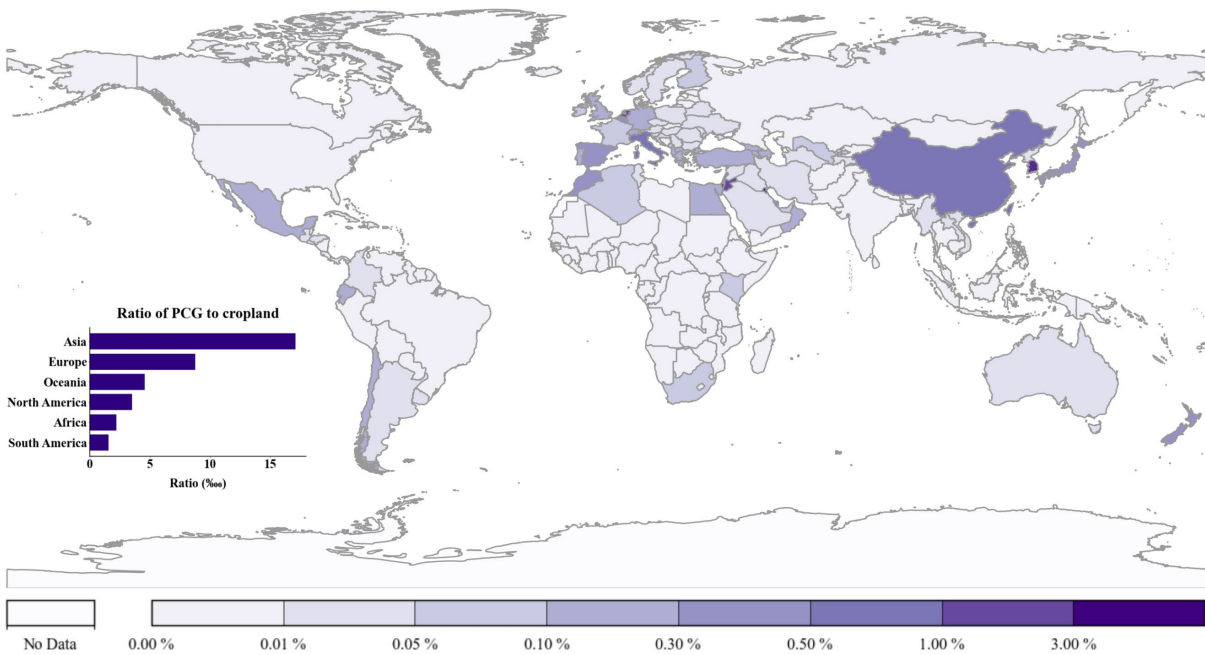 Ratio of PCG to cropland
Asia
Europe
Oceania
North America
Africa
South America
0 5 10 15
Ratio (‱)
No Data 0.00 % 0.01 % 0.05 % 0.10 % 0.30 % 0.50 % 1.00 % 3.00 %